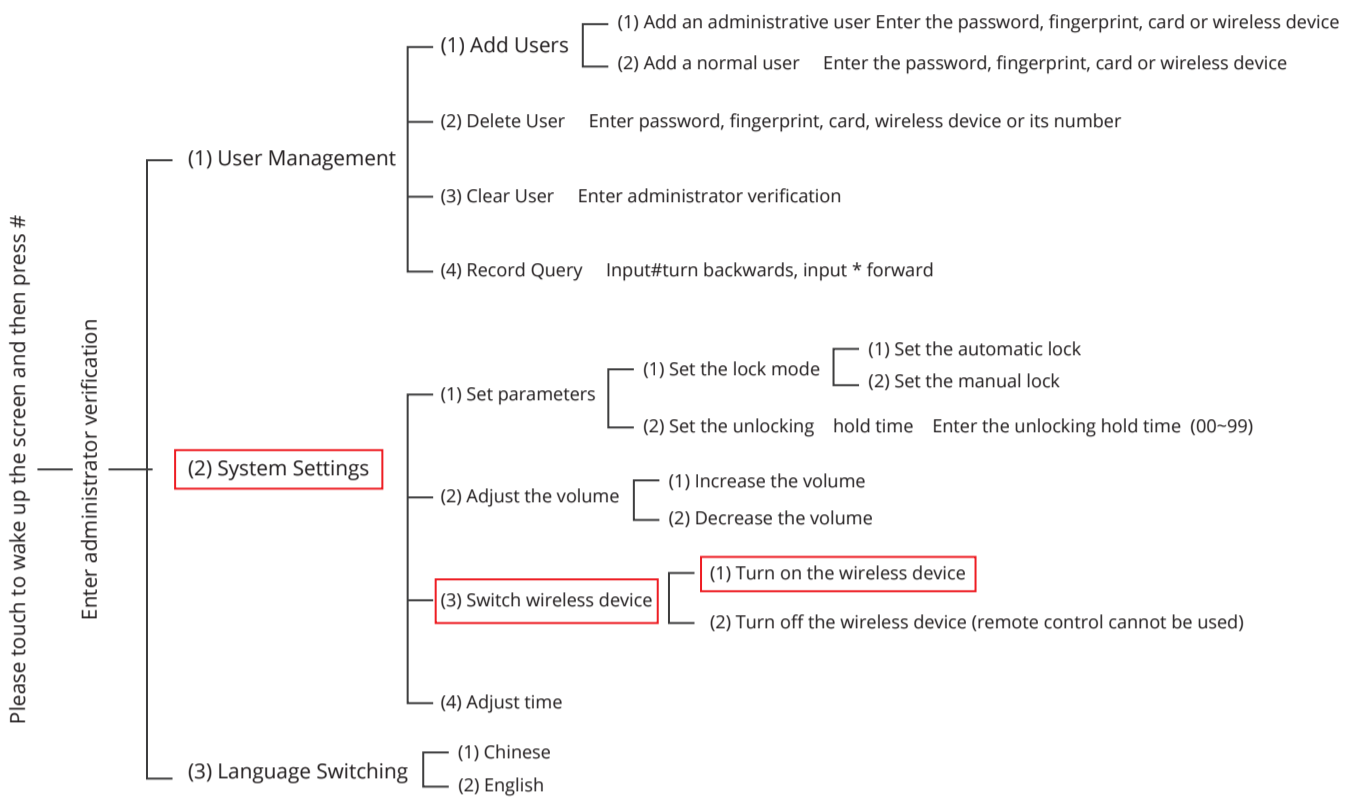 Please touch to wake up the screen and then press #
Enter administrator verification
(1) User Management
(1) Add Users
(1) Add an administrative user Enter the password, fingerprint, card or wireless device
(2) Add a normal user Enter the password, fingerprint, card or wireless device
(2) Delete User Enter password, fingerprint, card, wireless device or its number
(3) Clear User Enter administrator verification
(4) Record Query Input#turn backwards, input * forward
(2) System Settings
(1) Set parameters
(1) Set the lock mode
(1) Set the automatic lock
(2) Set the manual lock
(2) Set the unlocking hold time Enter the unlocking hold time (00~99)
(2) Adjust the volume
(1) Increase the volume
(2) Decrease the volume
(3) Switch wireless device
(1) Turn on the wireless device
(2) Turn off the wireless device (remote control cannot be used)
(4) Adjust time
(3) Language Switching
(1) Chinese
(2) English